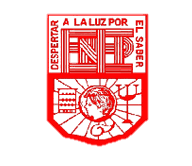 DESPERTAR A LA LUZ POR EL SABER
ENP